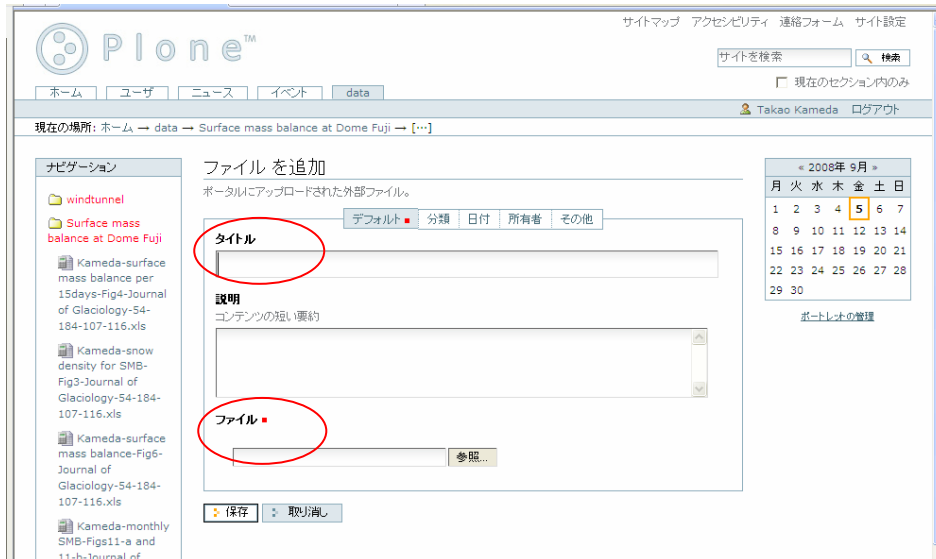 サイトマップ アクセシビリティ 連絡フォーム サイト設定
Plone™
サイトを検索 検索
現在のセクション内のみ
ホーム ユーザ ニュース イベント data
Takao Kameda ログアウト
現在の場所: ホーム → data → Surface mass balance at Dome Fuji → […]
ナビゲーション
windtunnel
Surface mass
balance at Dome Fuji
Kameda-surface
mass balance per
15days-Fig4-Journal
of Glaciology-54-
184-107-116.xls
Kameda-snow
density for SMB-
Fig3-Journal of
Glaciology-54-184-
107-116.xls
Kameda-surface
mass balance-Fig6-
Journal of
Glaciology-54-184-
107-116.xls
Kameda-monthly
SMB-Figs11-a and
11-b-Journal of
ファイル を追加
ポータルにアップロードされた外部ファイル。
デフォルト 分類 日付 所有者 その他
タイトル
説明
コンテンツの短い要約
ファイル
参照...
保存 取り消し
« 2008年 9月 »
月 火 水 木 金 土 日
1 2 3 4 5 6 7
8 9 10 11 12 13 14
15 16 17 18 19 20 21
22 23 24 25 26 27 28
29 30
ポートレットの管理